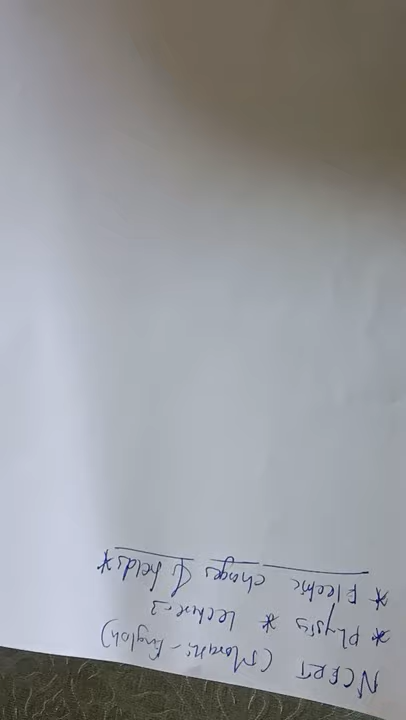 NCERT (Marathi - English)
* Physics * Lecture-3
* Electric charges & fields *